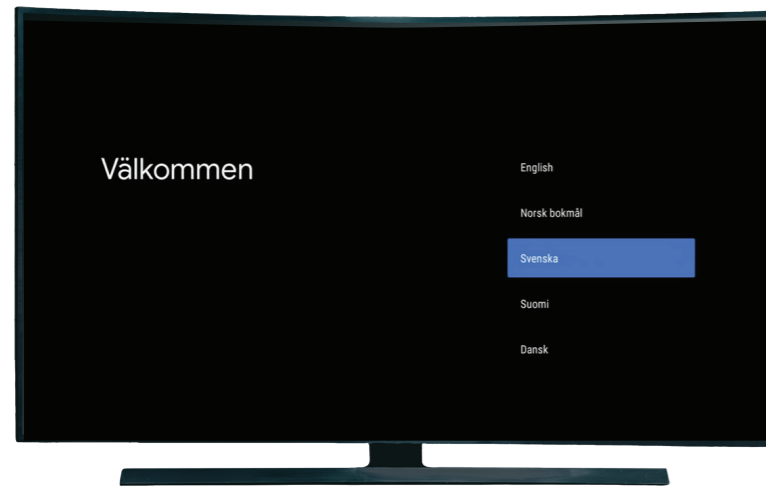 Välkommen
English
Norsk bokmål
Svenska
Suomi
Dansk